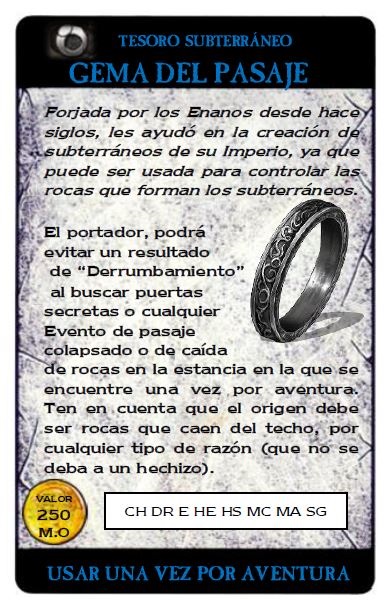 TESORO SUBTERRÁNEO
GEMA DEL PASAJE
Forjada por los Enanos desde hace
siglos, les ayudó en la creación de
subterráneos de su Imperio, ya que
puede ser usada para controlar las
rocas que forman los subterráneos.
El portador, podrá
evitar un resultado
de “Derrumbamiento”
al buscar puertas
secretas o cualquier
Evento de pasaje
colapsado o de caída
de rocas en la estancia en la que se
encuentre una vez por aventura.
Ten en cuenta que el origen debe
ser rocas que caen del techo, por
cualquier tipo de razón (que no se
deba a un hechizo).
VALOR
250
M.O
CH DR E HE HS MC MA SG
USAR UNA VEZ POR AVENTURA